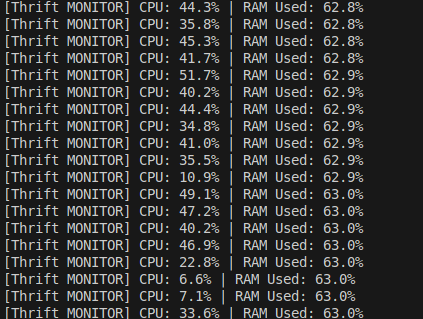 [Thrift MONITOR] CPU: 44.3% | RAM Used: 62.8%
[Thrift MONITOR] CPU: 35.8% | RAM Used: 62.8%
[Thrift MONITOR] CPU: 45.3% | RAM Used: 62.8%
[Thrift MONITOR] CPU: 41.7% | RAM Used: 62.8%
[Thrift MONITOR] CPU: 51.7% | RAM Used: 62.9%
[Thrift MONITOR] CPU: 40.2% | RAM Used: 62.9%
[Thrift MONITOR] CPU: 44.4% | RAM Used: 62.9%
[Thrift MONITOR] CPU: 34.8% | RAM Used: 62.9%
[Thrift MONITOR] CPU: 41.0% | RAM Used: 62.9%
[Thrift MONITOR] CPU: 35.5% | RAM Used: 62.9%
[Thrift MONITOR] CPU: 10.9% | RAM Used: 62.9%
[Thrift MONITOR] CPU: 49.1% | RAM Used: 63.0%
[Thrift MONITOR] CPU: 47.2% | RAM Used: 63.0%
[Thrift MONITOR] CPU: 40.2% | RAM Used: 63.0%
[Thrift MONITOR] CPU: 46.9% | RAM Used: 63.0%
[Thrift MONITOR] CPU: 22.8% | RAM Used: 63.0%
[Thrift MONITOR] CPU: 6.6% | RAM Used: 63.0%
[Thrift MONITOR] CPU: 7.1% | RAM Used: 63.0%
[Thrift MONITOR] CPU: 33.6% | RAM Used: 63.0%